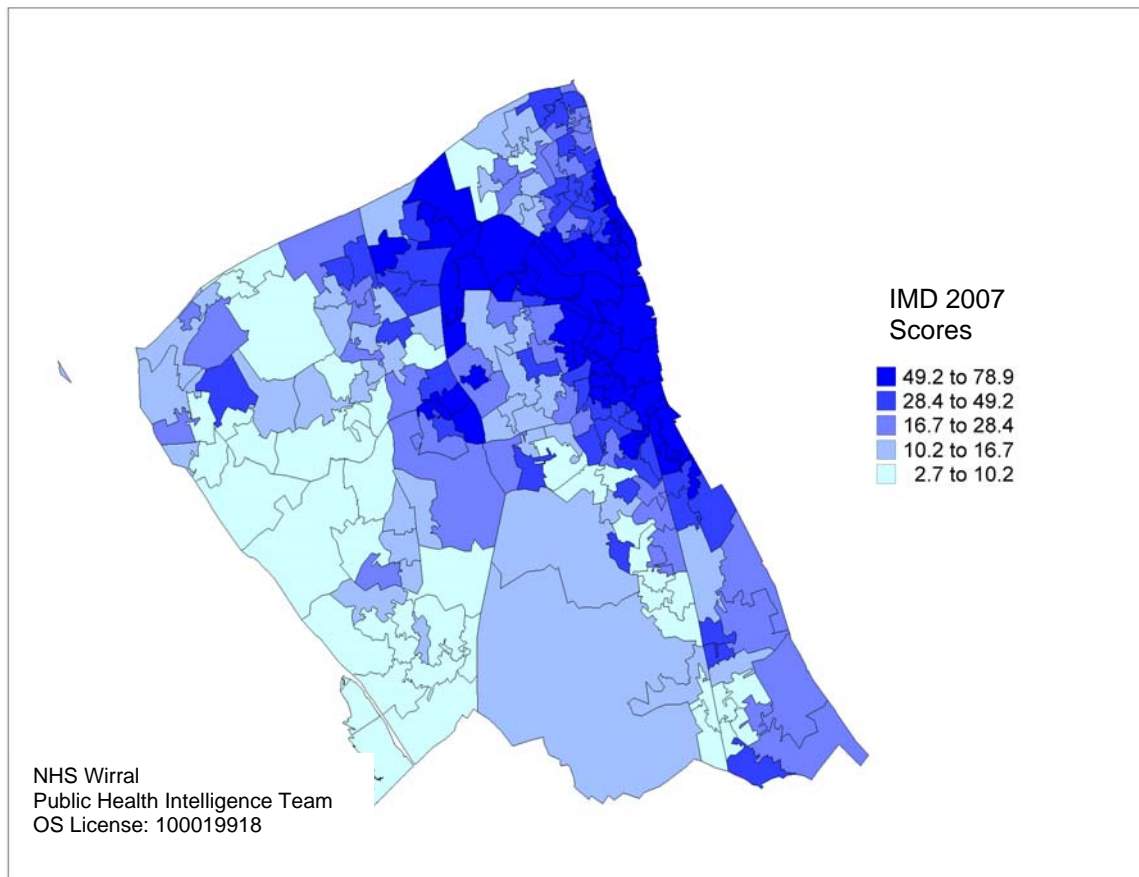 IMD 2007
Scores
49.2 to 78.9
28.4 to 49.2
16.7 to 28.4
10.2 to 16.7
2.7 to 10.2
NHS Wirral
Public Health Intelligence Team
OS License: 100019918